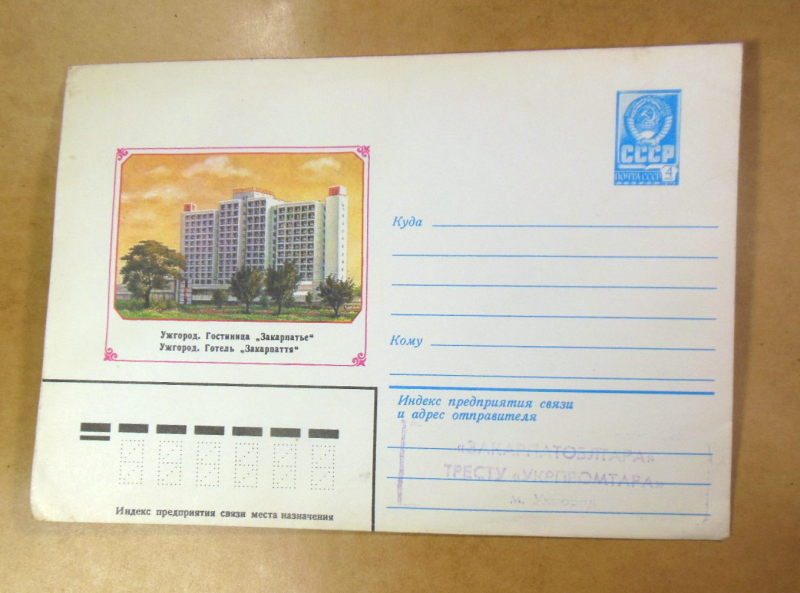 СССР
ПОЧТА СССР 4
Куда
Ужгород. Гостиница „Закарпатье“
Ужгород. Готель „Закарпаття“
Кому
Индекс предприятия связи
и адрес отправителя
ТРЕСТУ «УКРПРОМТАРА»
м. Ужгород
Индекс предприятия связи места назначения